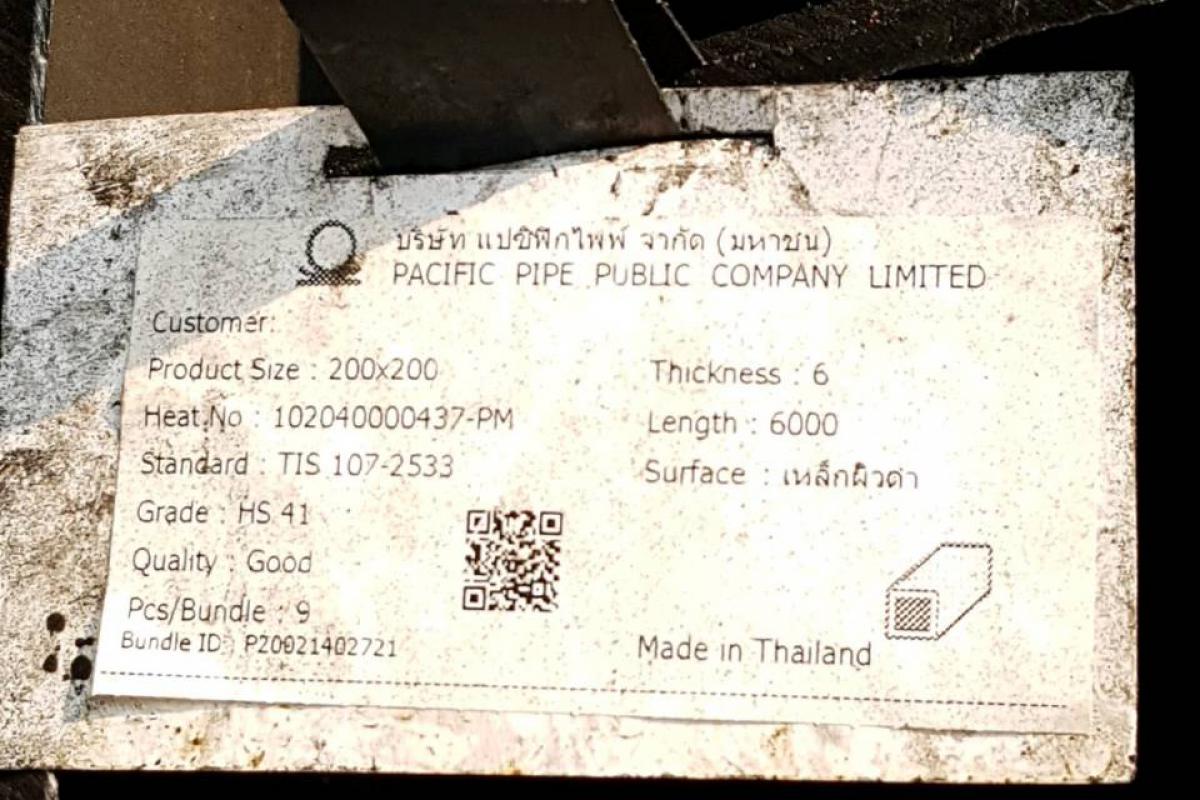 บริษัท แปซิฟิกไพพ์ จำกัด (มหาชน)
PACIFIC PIPE PUBLIC COMPANY LIMITED
Customer:
Product Size : 200x200
Thickness : 6
Heat.No : 102040000437-PM
Length : 6000
Standard : TIS 107-2533
Surface : เหล็กผิวดำ
Grade : HS 41
Quality : Good
Pcs/Bundle : 9
Bundle ID : P20021402721
Made in Thailand